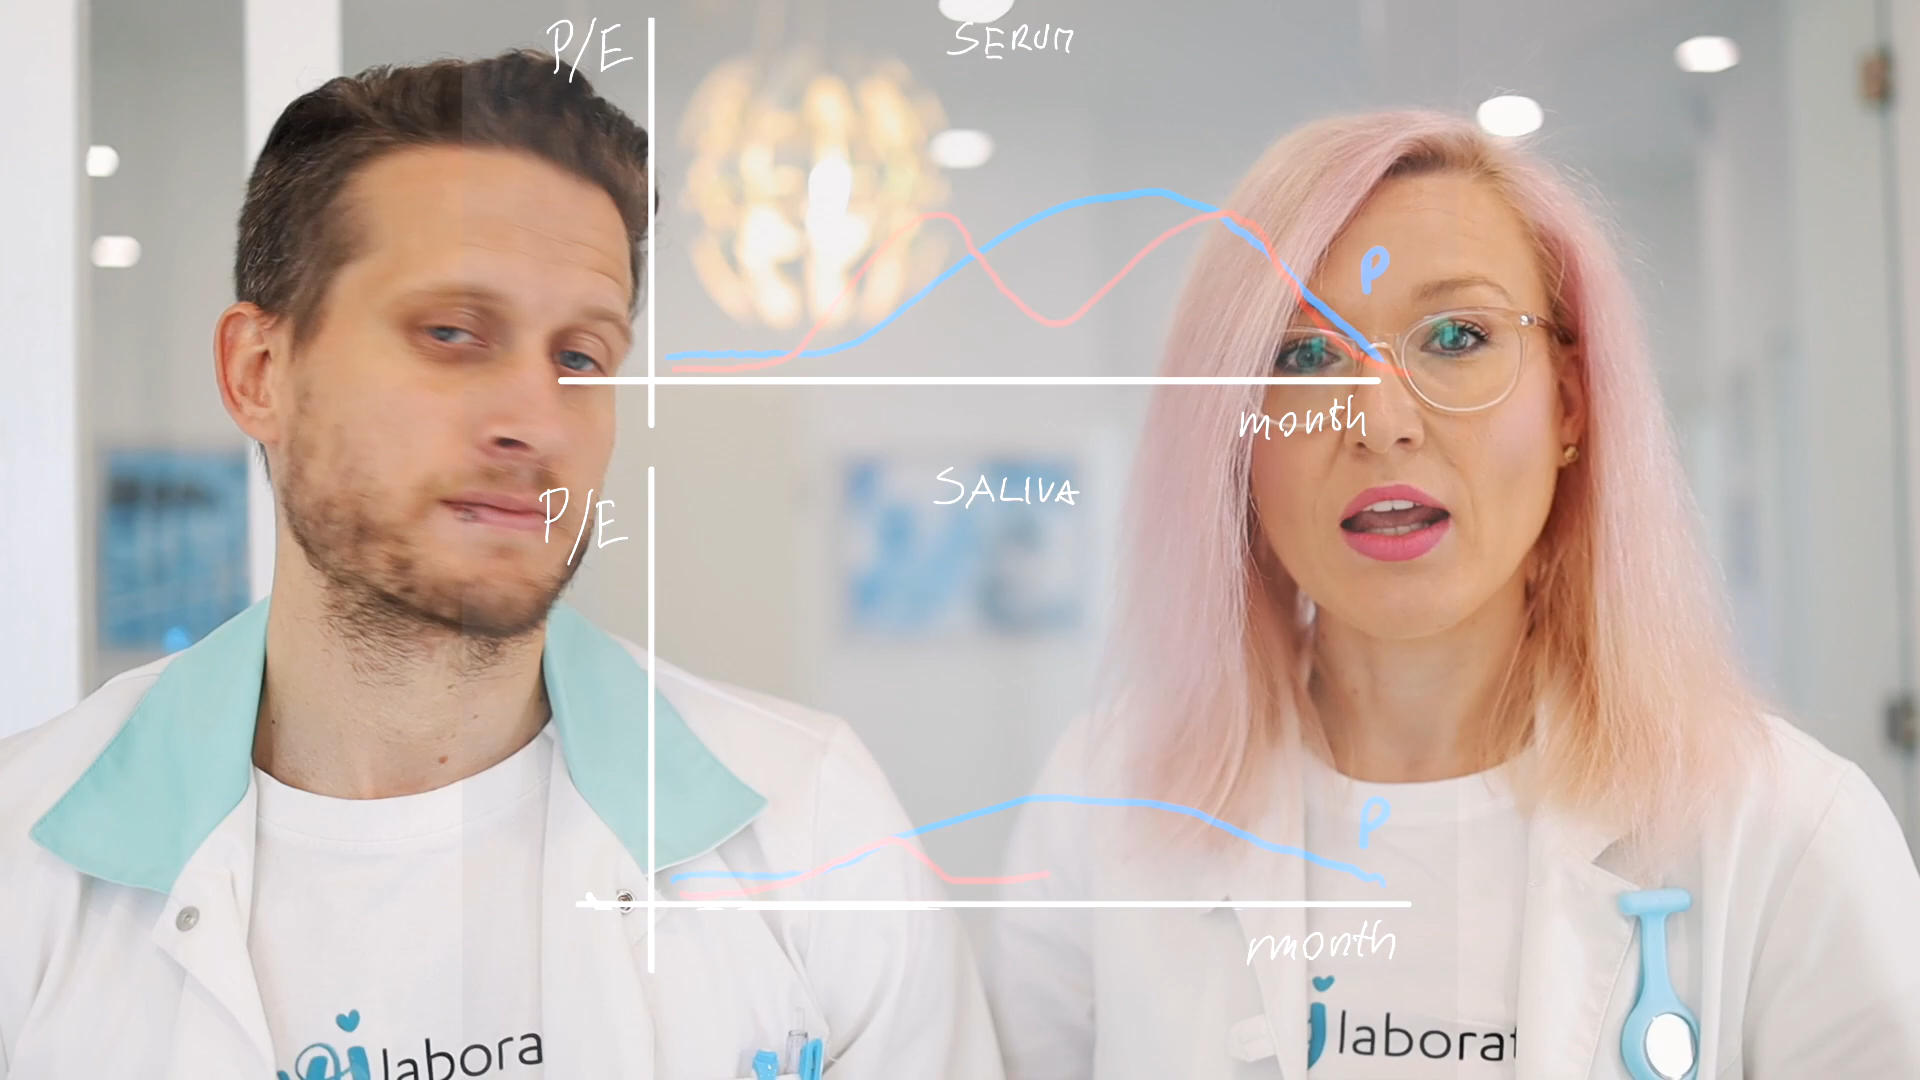 P/E
SERUM
P
month
P/E
SALIVA
P
month
labora
laborat